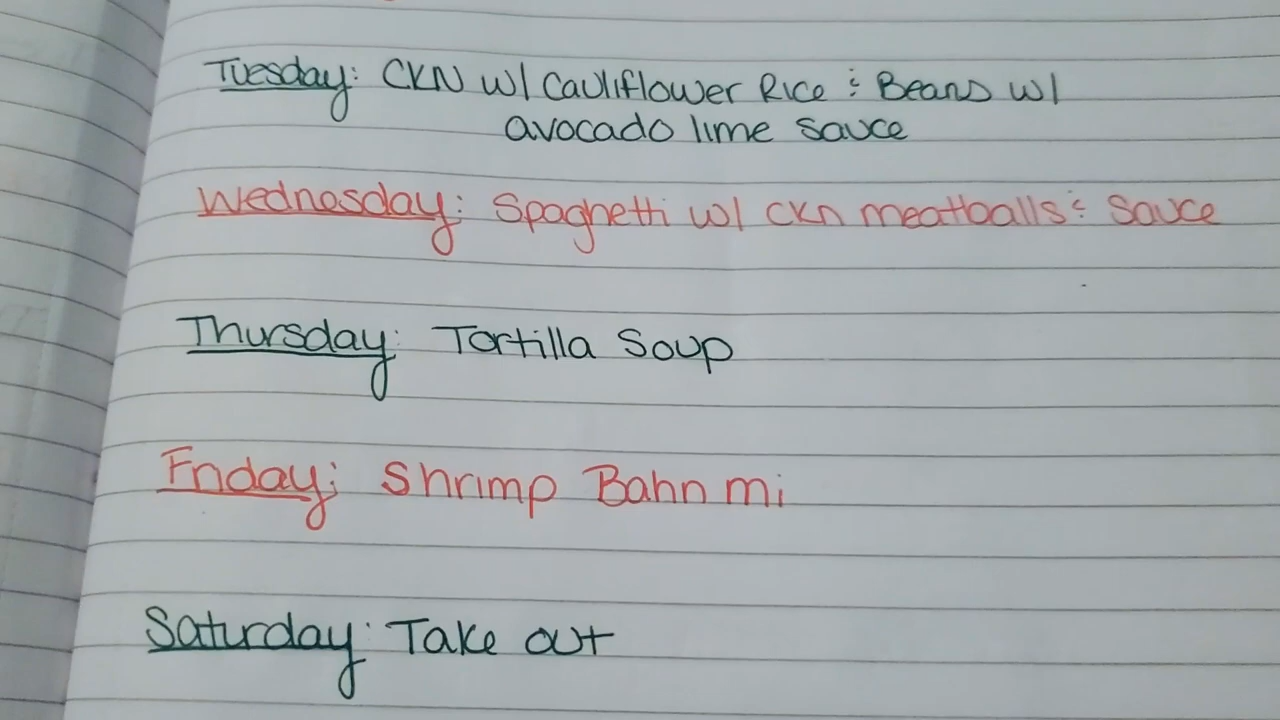 Tuesday: CKN w/ Cauliflower Rice & Beans w/
avocado lime sauce
Wednesday: Spaghetti w/ ckn meatballs & Sauce
Thursday: Tortilla Soup
Friday: Shrimp Bahn mi
Saturday: Take out